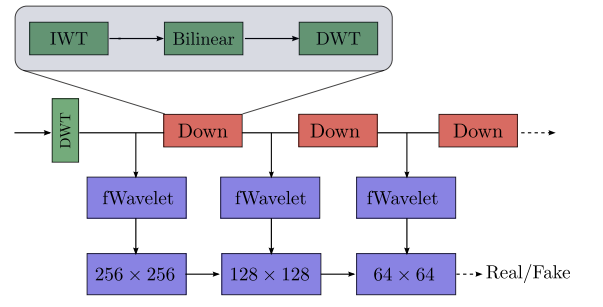 IWT Bilinear DWT
DWT
Down Down Down
fWavelet fWavelet fWavelet
256 × 256 128 × 128 64 × 64 Real/Fake